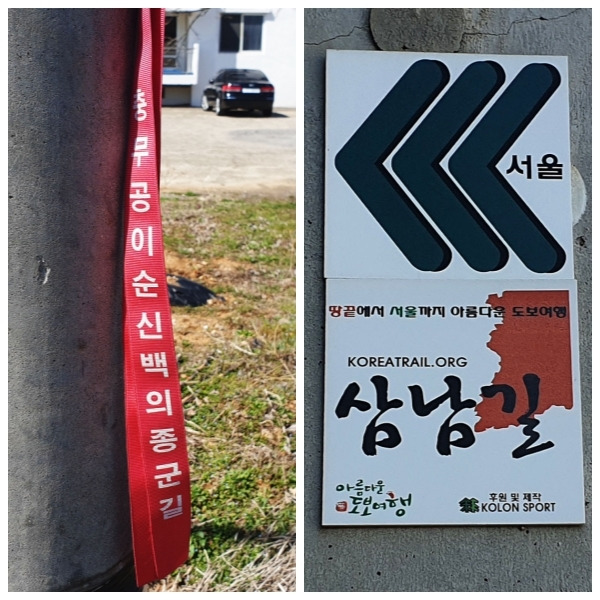 충무공이순신백의종군길
서울
땅끝에서 서울까지 아름다운 도보여행
KOREATRAIL.ORG
삼남길
아름다운
도보여행
후원 및 제작
KOLON SPORT